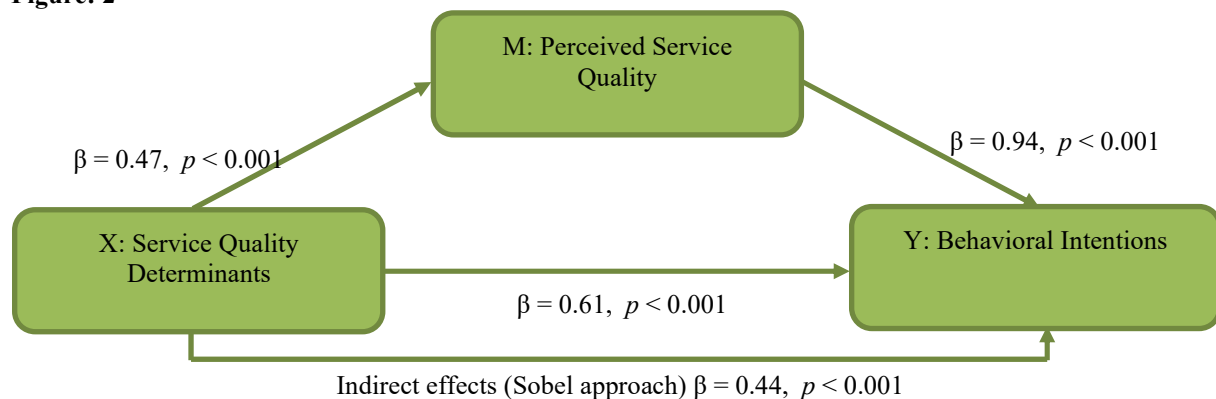 Figure: 2
M: Perceived Service
Quality
β = 0.47, p < 0.001
β = 0.94, p < 0.001
X: Service Quality
Determinants
Y: Behavioral Intentions
β = 0.61, p < 0.001
Indirect effects (Sobel approach) β = 0.44, p < 0.001